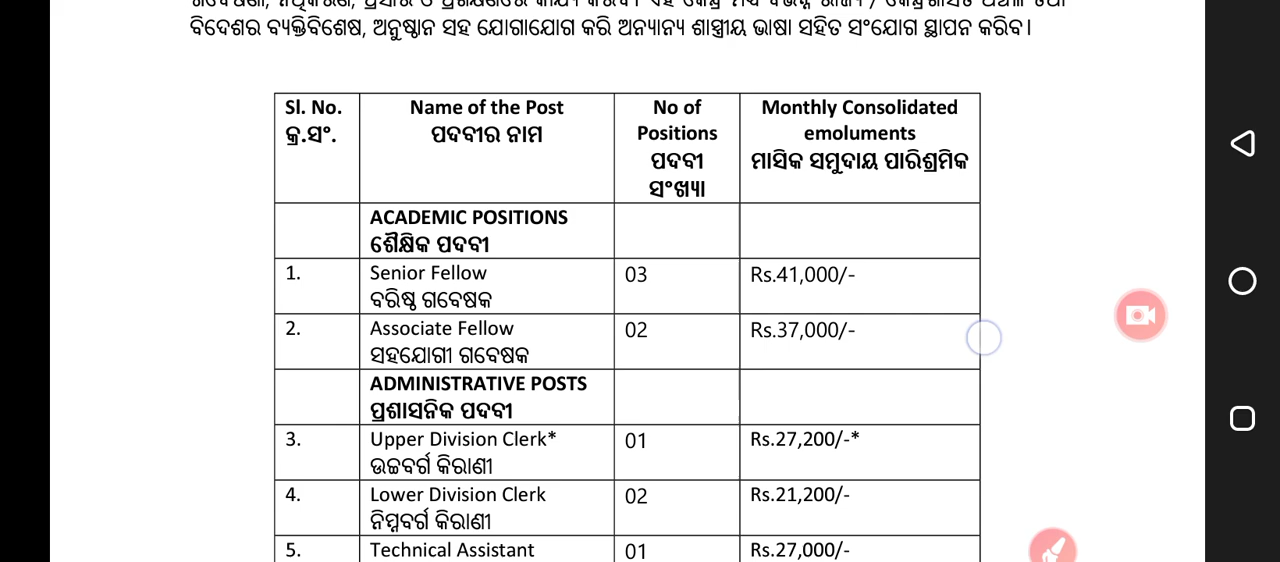 ବିଦେଶର ବ୍ୟକ୍ତିବିଶେଷ, ଅନୁଷ୍ଠାନ ସହ ଯୋଗାଯୋଗ କରି ଅନ୍ୟାନ୍ୟ ଶାସ୍ତ୍ରୀୟ ଭାଷା ସହିତ ସଂଯୋଗ ସ୍ଥାପନ କରିବ।
Sl. No. କ୍ର.ସଂ.
Name of the Post ପଦବୀର ନାମ
No of Positions ପଦବୀ ସଂଖ୍ୟା
Monthly Consolidated emoluments ମାସିକ ସମୁଦାୟ ପାରିଶ୍ରମିକ
ACADEMIC POSITIONS
ଶୈକ୍ଷିକ ପଦବୀ
1. Senior Fellow 03 Rs.41,000/-
ବରିଷ୍ଠ ଗବେଷକ
2. Associate Fellow 02 Rs.37,000/-
ସହଯୋଗୀ ଗବେଷକ
ADMINISTRATIVE POSTS
ପ୍ରଶାସନିକ ପଦବୀ
3. Upper Division Clerk* 01 Rs.27,200/-*
ଉଚ୍ଚବର୍ଗ କିରାଣୀ
4. Lower Division Clerk 02 Rs.21,200/-
ନିମ୍ନବର୍ଗ କିରାଣୀ
5. Technical Assistant 01 Rs.27,000/-